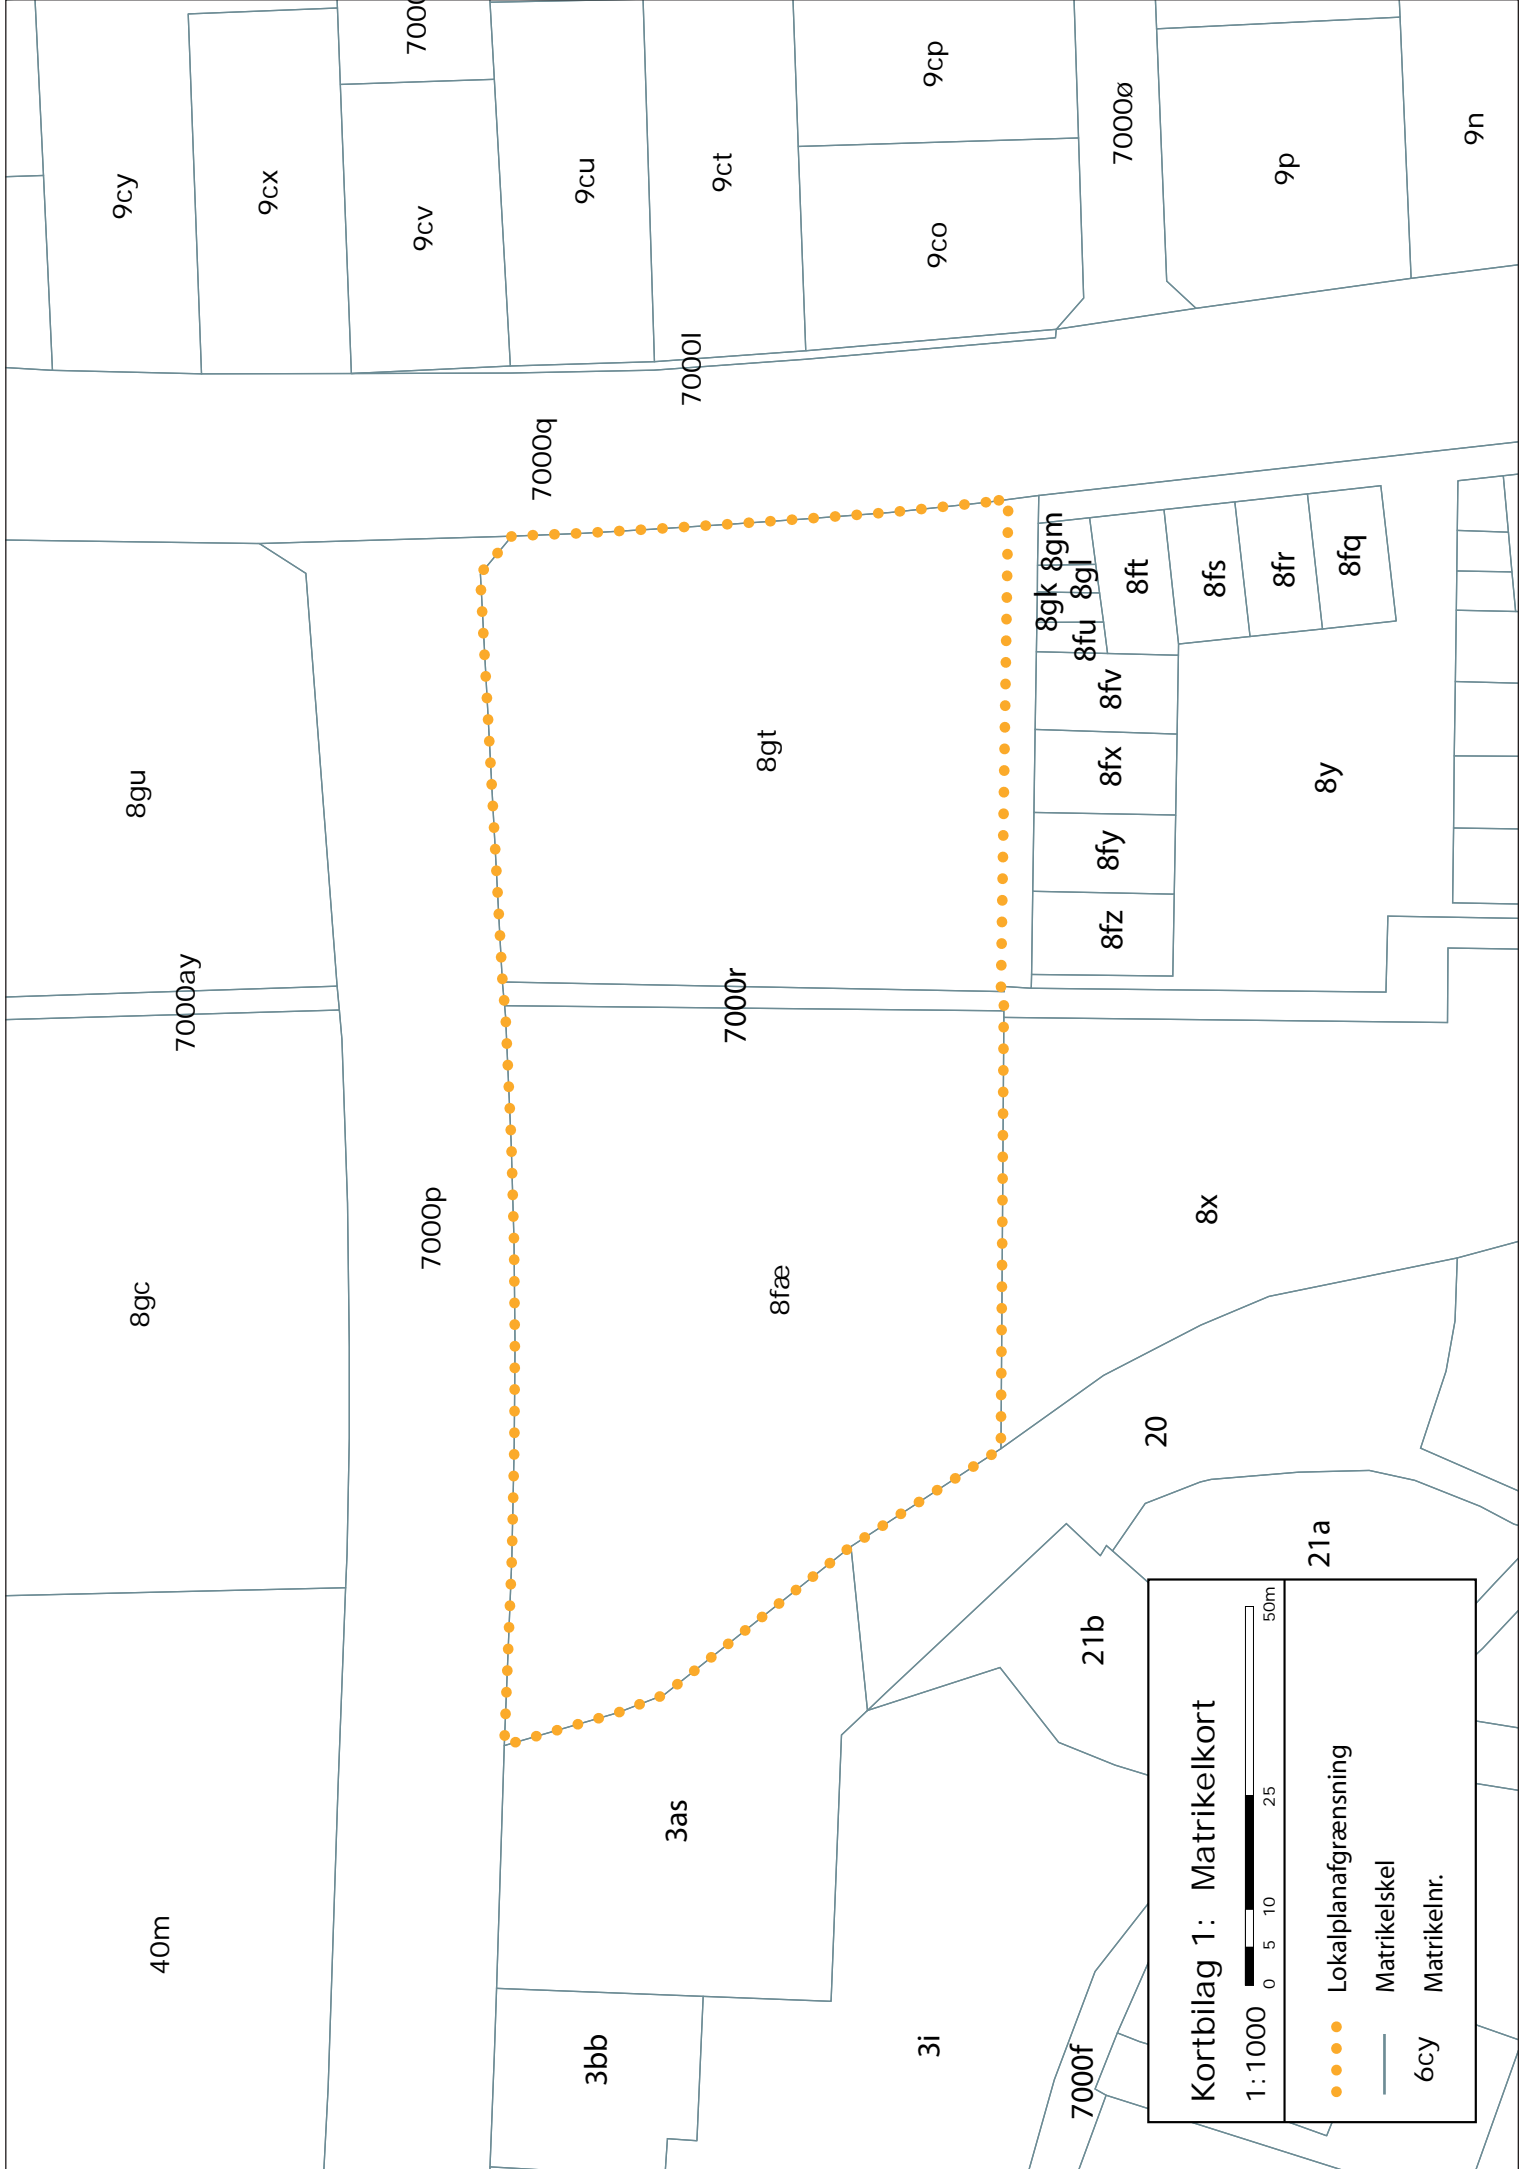 40m
8gc
7000ay
8gu
9cy
9cx
9cv
7000
9cu
9ct
9cp
9co
7000ø
9p
9n
7000l
7000q
7000p
3bb
3as
8fæ
7000r
8gt
3i
7000f
21b
21a
20
8x
8y
8fz
8fy
8fx
8fv
8fu
8gk
8gl
8gm
8ft
8fs
8fr
8fq
Kortbilag 1: Matrikelkort
1:1000
0 5 10 25 50m
Lokalplanafgrænsning
Matrikelskel
6cy Matrikelnr.